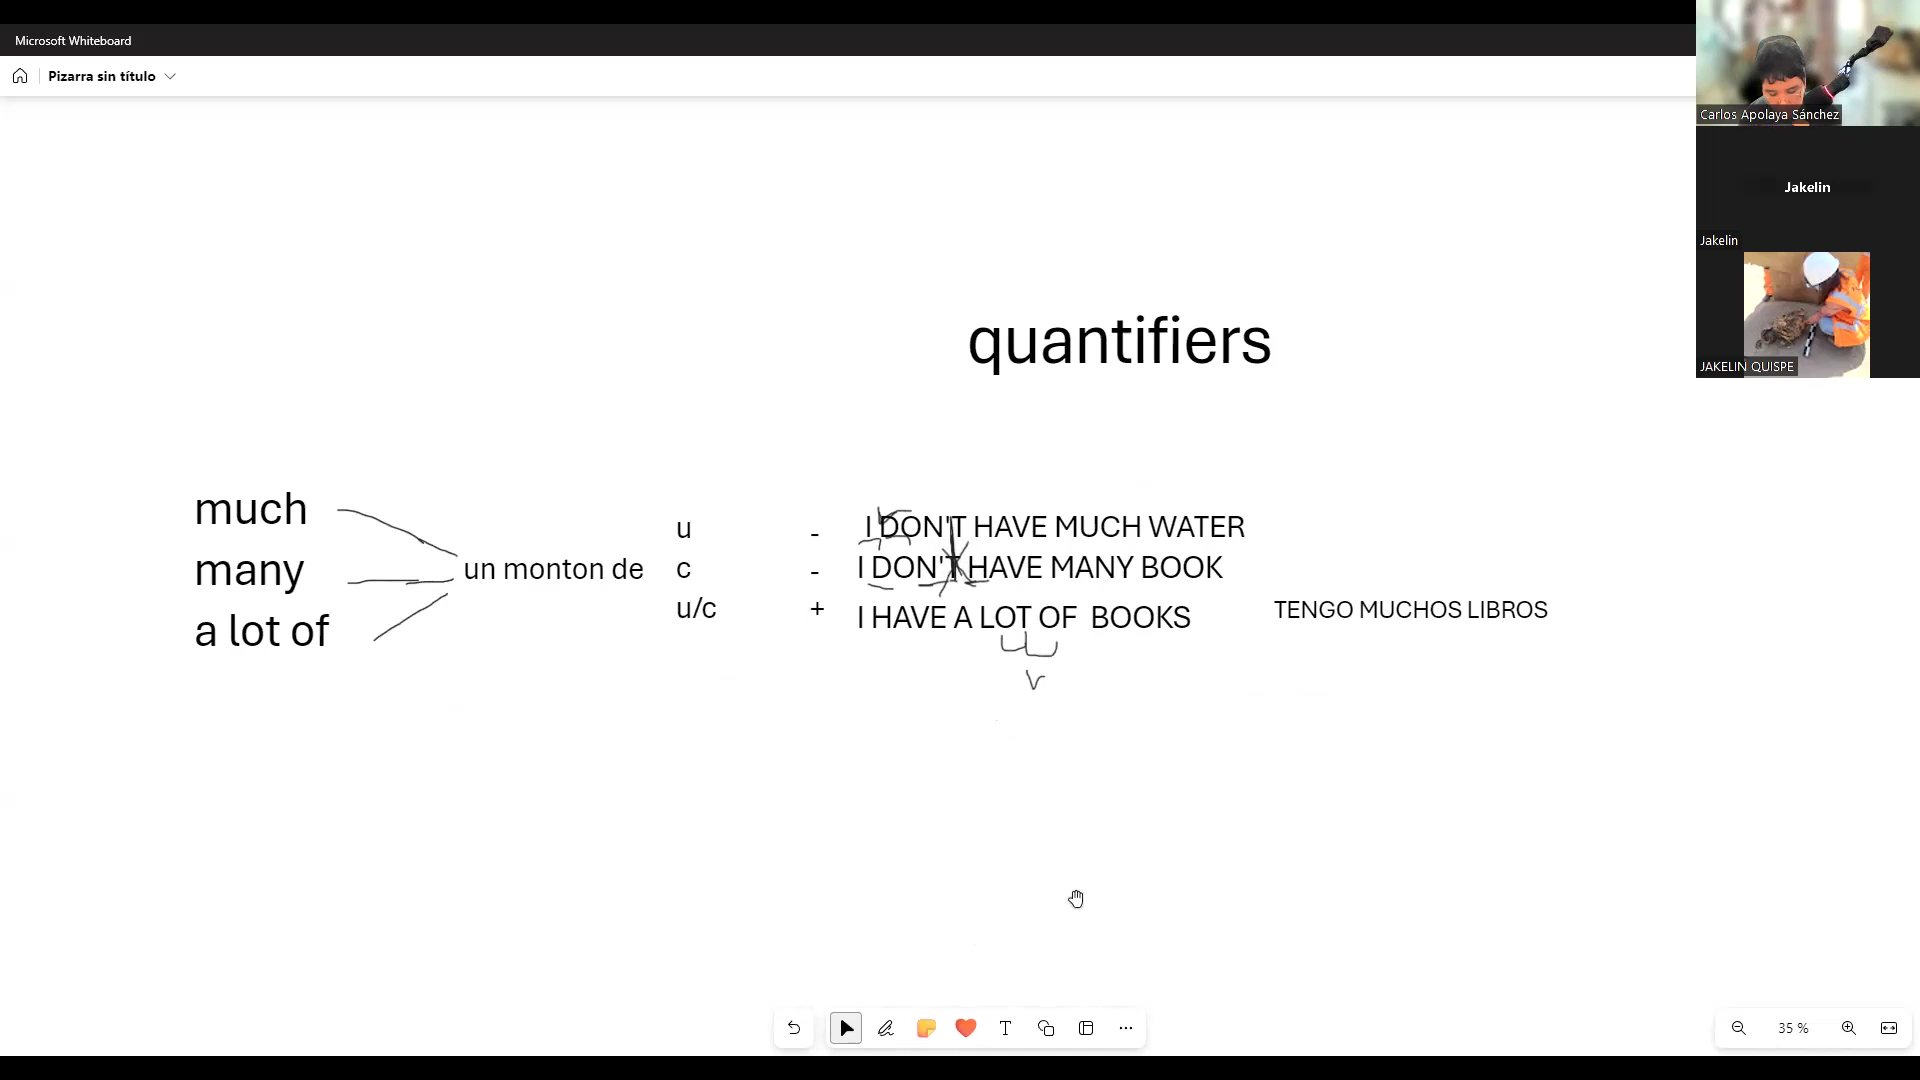 Microsoft Whiteboard
Pizarra sin título
Carlos Apolaya Sánchez
Jakelin
Jakelin
JAKELIN QUISPE
quantifiers
much
many
a lot of
un monton de
u - I DON'T HAVE MUCH WATER
c - I DON'T HAVE MANY BOOK
u/c + I HAVE A LOT OF BOOKS TENGO MUCHOS LIBROS
35 %